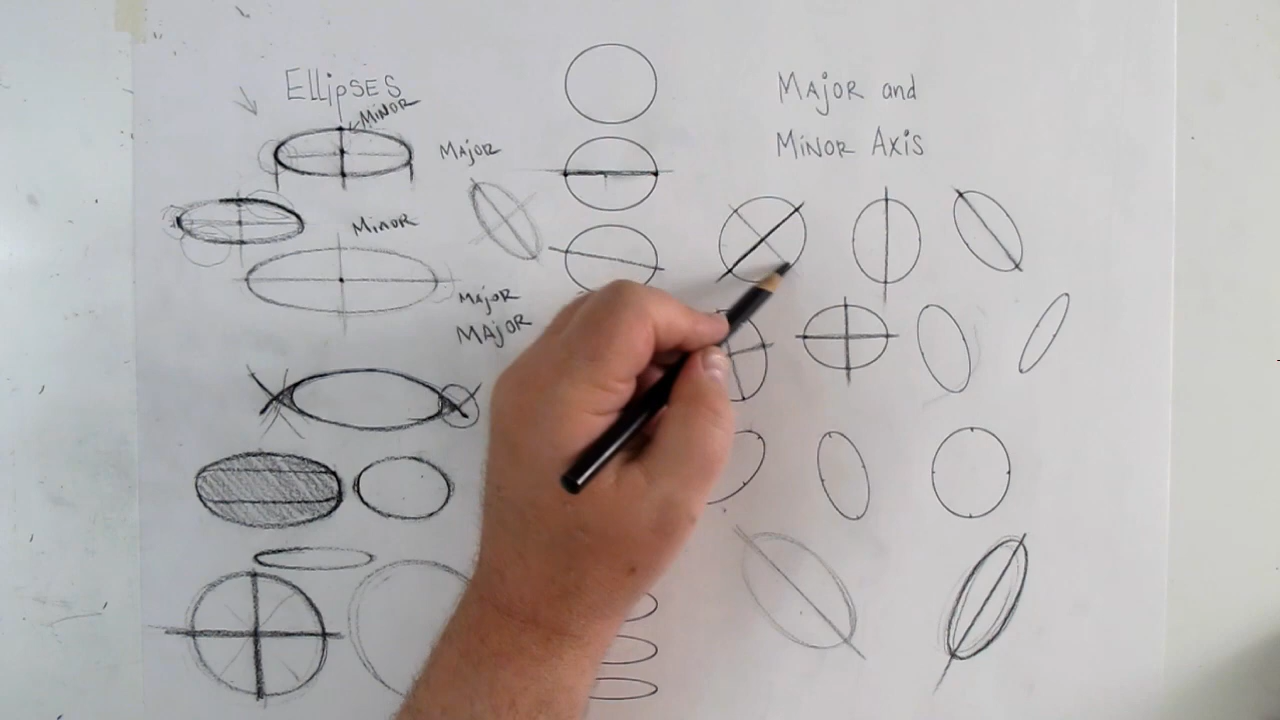 EllipsES
MINOR
MAJOR
MINOR
MAJOR
MAJOR
MAJOR and
MINOR AXIS